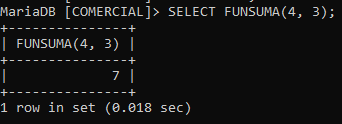 MariaDB [COMERCIAL]> SELECT FUNSUMA(4, 3);
+---------------+
| FUNSUMA(4, 3) |
+---------------+
|             7 |
+---------------+
1 row in set (0.018 sec)